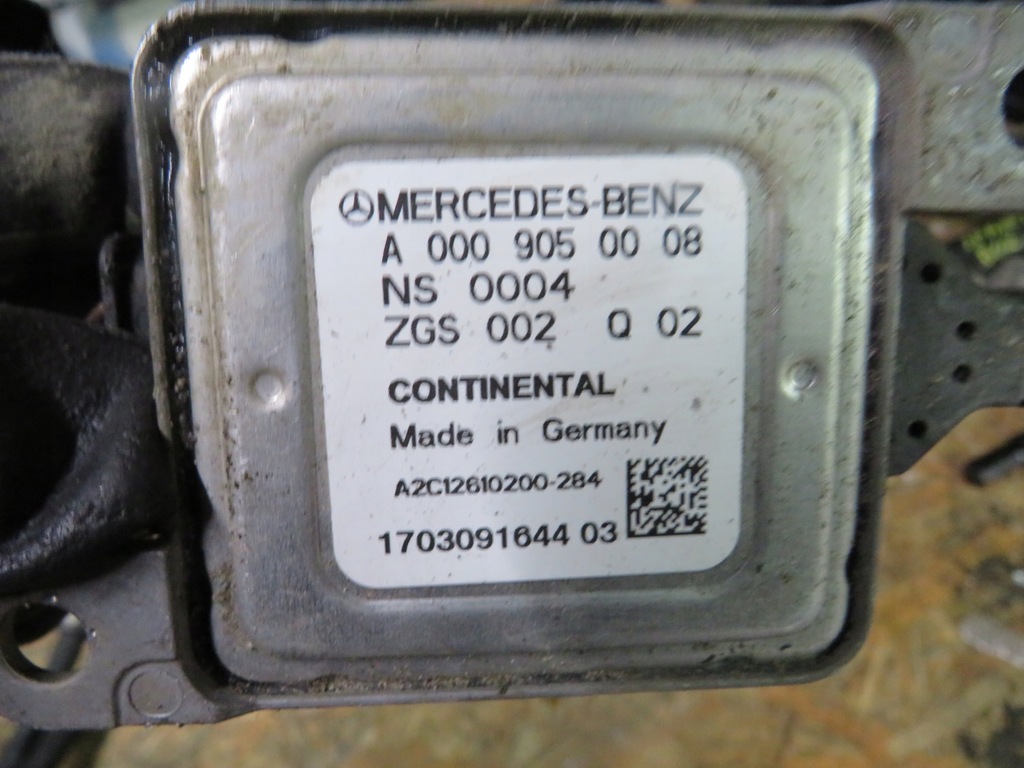 MERCEDES-BENZ
A 000 905 00 08
NS 0004
ZGS 002 Q 02
CONTINENTAL
Made in Germany
A2C12610200-284
1703091644 03